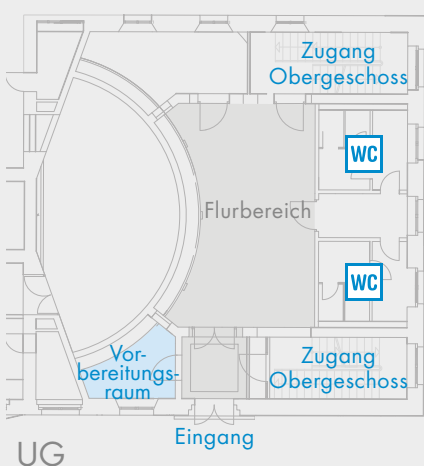 Zugang
Obergeschoss
WC
Flurbereich
WC
Vor-
bereitungs-
raum
Zugang
Obergeschoss
Eingang
UG